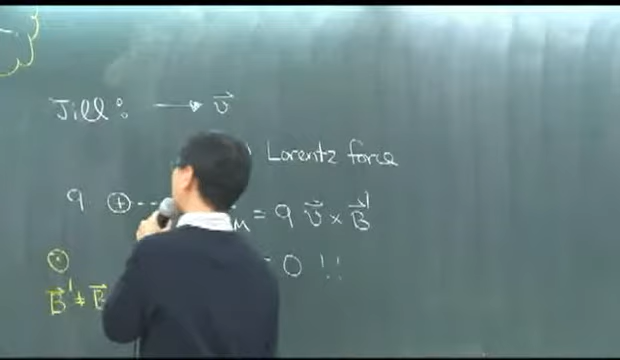 Jill: → v⃗
Lorentz force
q ⊕ --
M = q v⃗ × B⃗'
⊙ = 0 !!
B⃗' ≠ B⃗